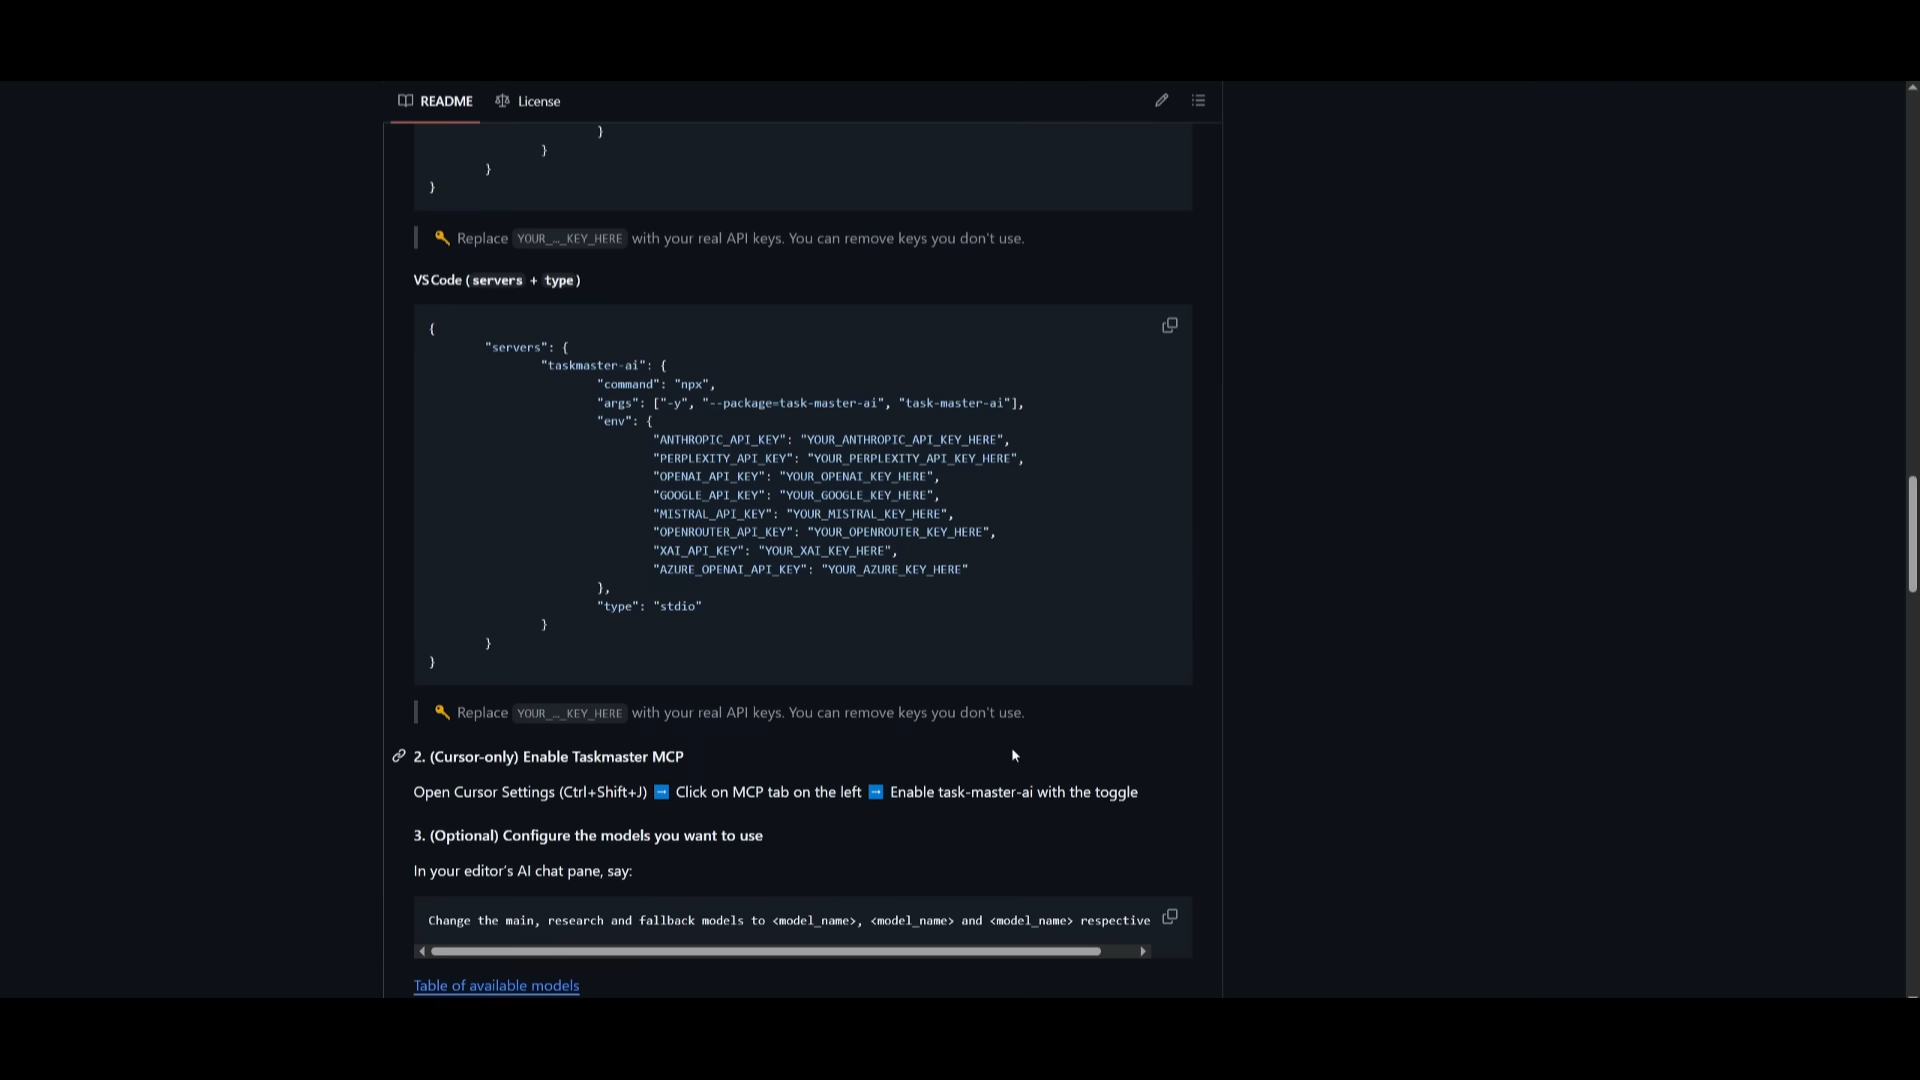 README License
}
}
}
}
Replace YOUR_…_KEY_HERE with your real API keys. You can remove keys you don't use.
VS Code (servers + type)
{
"servers": {
"taskmaster-ai": {
"command": "npx",
"args": ["-y", "--package=task-master-ai", "task-master-ai"],
"env": {
"ANTHROPIC_API_KEY": "YOUR_ANTHROPIC_API_KEY_HERE",
"PERPLEXITY_API_KEY": "YOUR_PERPLEXITY_API_KEY_HERE",
"OPENAI_API_KEY": "YOUR_OPENAI_KEY_HERE",
"GOOGLE_API_KEY": "YOUR_GOOGLE_KEY_HERE",
"MISTRAL_API_KEY": "YOUR_MISTRAL_KEY_HERE",
"OPENROUTER_API_KEY": "YOUR_OPENROUTER_KEY_HERE",
"XAI_API_KEY": "YOUR_XAI_KEY_HERE",
"AZURE_OPENAI_API_KEY": "YOUR_AZURE_KEY_HERE"
},
"type": "stdio"
}
}
}
Replace YOUR_…_KEY_HERE with your real API keys. You can remove keys you don't use.
2. (Cursor-only) Enable Taskmaster MCP
Open Cursor Settings (Ctrl+Shift+J) ➡ Click on MCP tab on the left ➡ Enable task-master-ai with the toggle
3. (Optional) Configure the models you want to use
In your editor's AI chat pane, say:
Change the main, research and fallback models to <model_name>, <model_name> and <model_name> respective
Table of available models